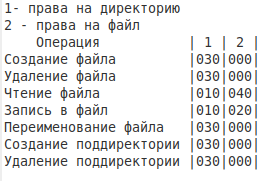 1- права на директорию
2 - права на файл
Операция | 1 | 2 |
Создание файла |030|000|
Удаление файла |030|000|
Чтение файла |010|040|
Запись в файл |010|020|
Переименование файла |030|000|
Создание поддиректории |030|000|
Удаление поддиректории |030|000|